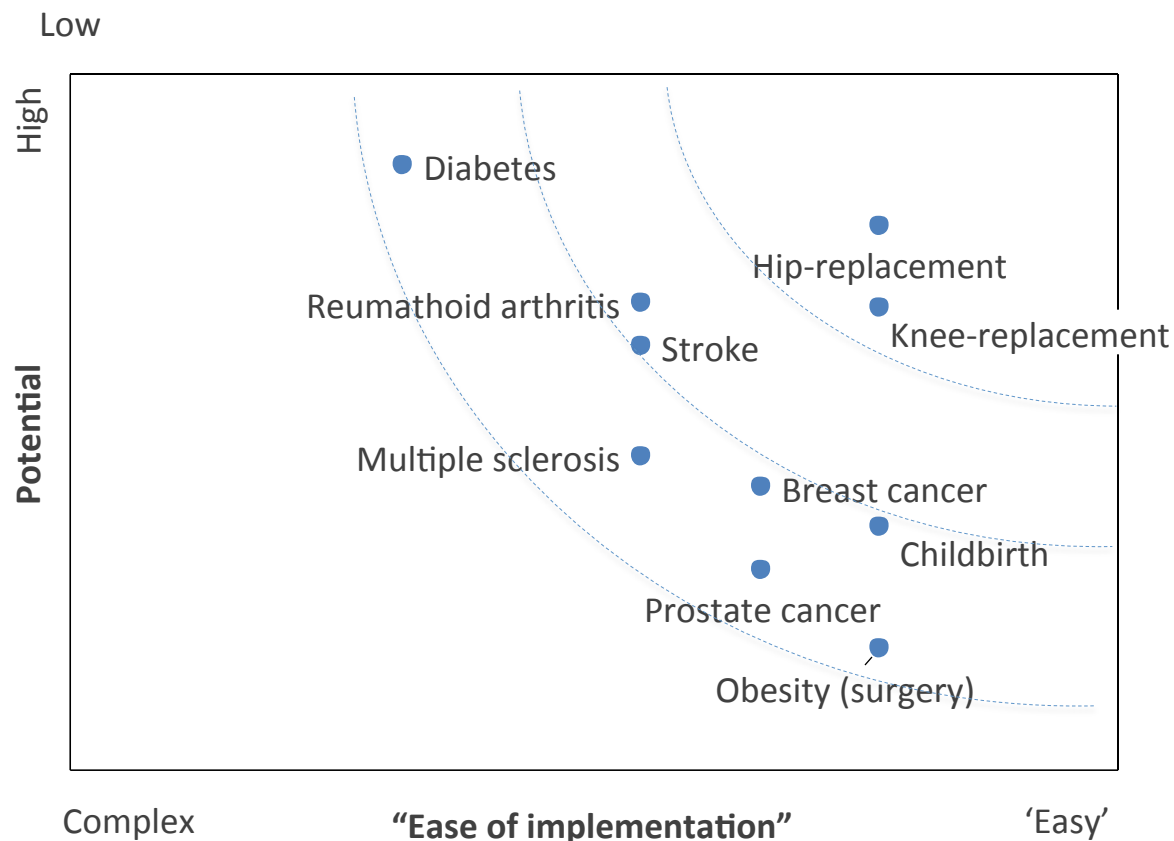 Low
High
Diabetes
Hip-replacement
Reumathoid arthritis
Knee-replacement
Stroke
Potential
Multiple sclerosis
Breast cancer
Childbirth
Prostate cancer
Obesity (surgery)
Complex
“Ease of implementation”
‘Easy’